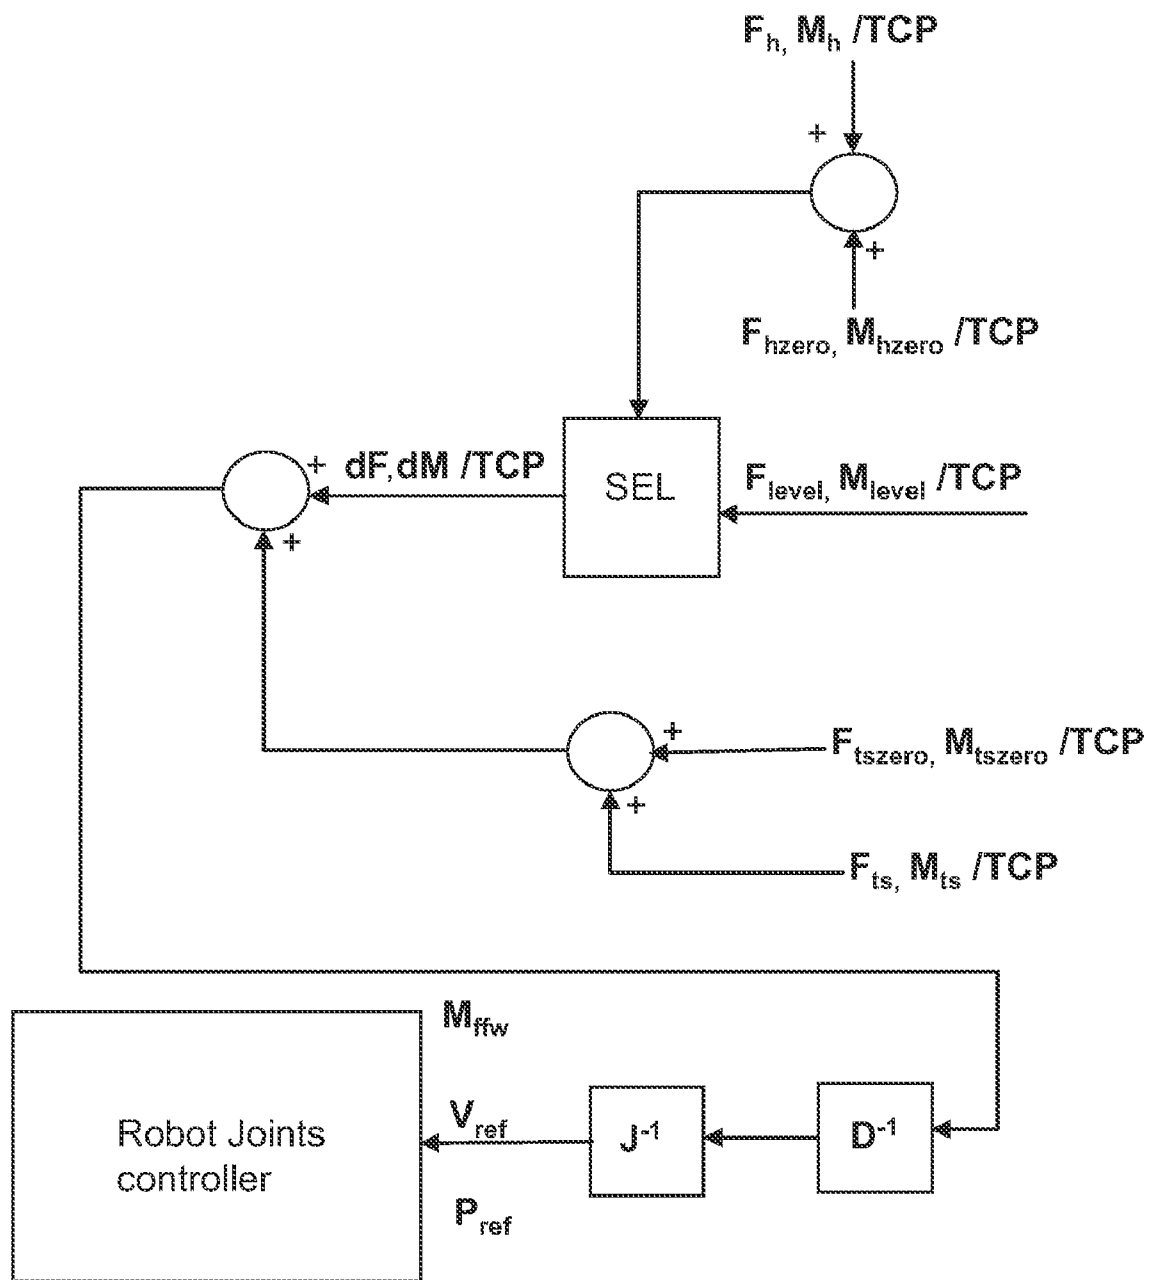 F_h, M_h /TCP
+
+
F_hzero, M_hzero /TCP
+
dF, dM /TCP
SEL
F_level, M_level /TCP
+
+
F_tszero, M_tszero /TCP
+
F_ts, M_ts /TCP
M_ffw
V_ref
J⁻¹
D⁻¹
Robot Joints
controller
P_ref